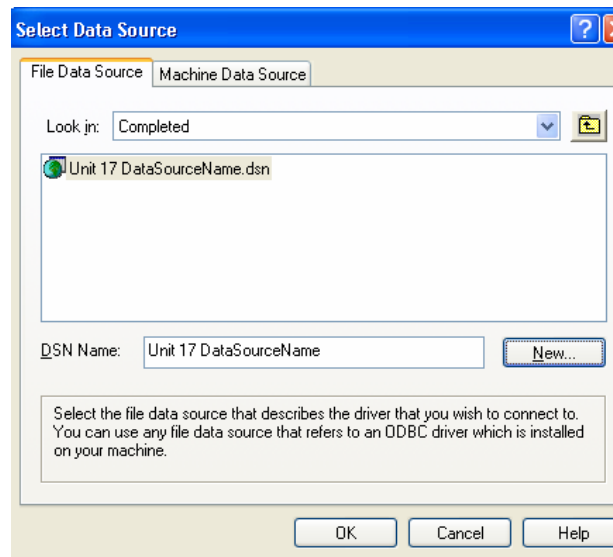 Select Data Source
?
File Data Source
Machine Data Source
Look in:
Completed
Unit 17 DataSourceName.dsn
DSN Name:
Unit 17 DataSourceName
New...
Select the file data source that describes the driver that you wish to connect to.
You can use any file data source that refers to an ODBC driver which is installed
on your machine.
OK
Cancel
Help